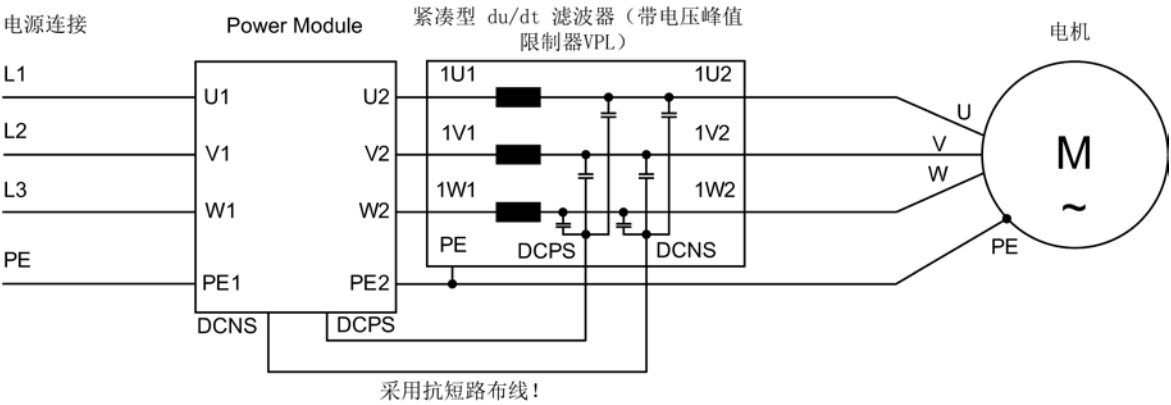 电源连接
Power Module
紧凑型 du/dt 滤波器（带电压峰值
限制器VPL）
电机
L1
U1
U2
1U1
1U2
U
L2
V1
V2
1V1
1V2
V
M
~
L3
W1
W2
1W1
1W2
W
PE
PE1
PE2
PE
DCPS
DCNS
PE
DCNS
DCPS
采用抗短路布线！